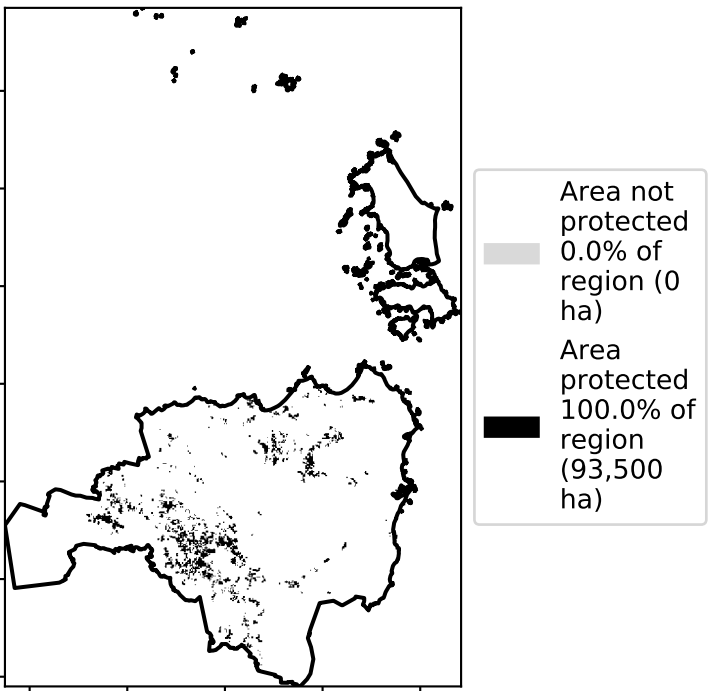 Area not
protected
0.0% of
region (0
ha)
Area
protected
100.0% of
region
(93,500
ha)